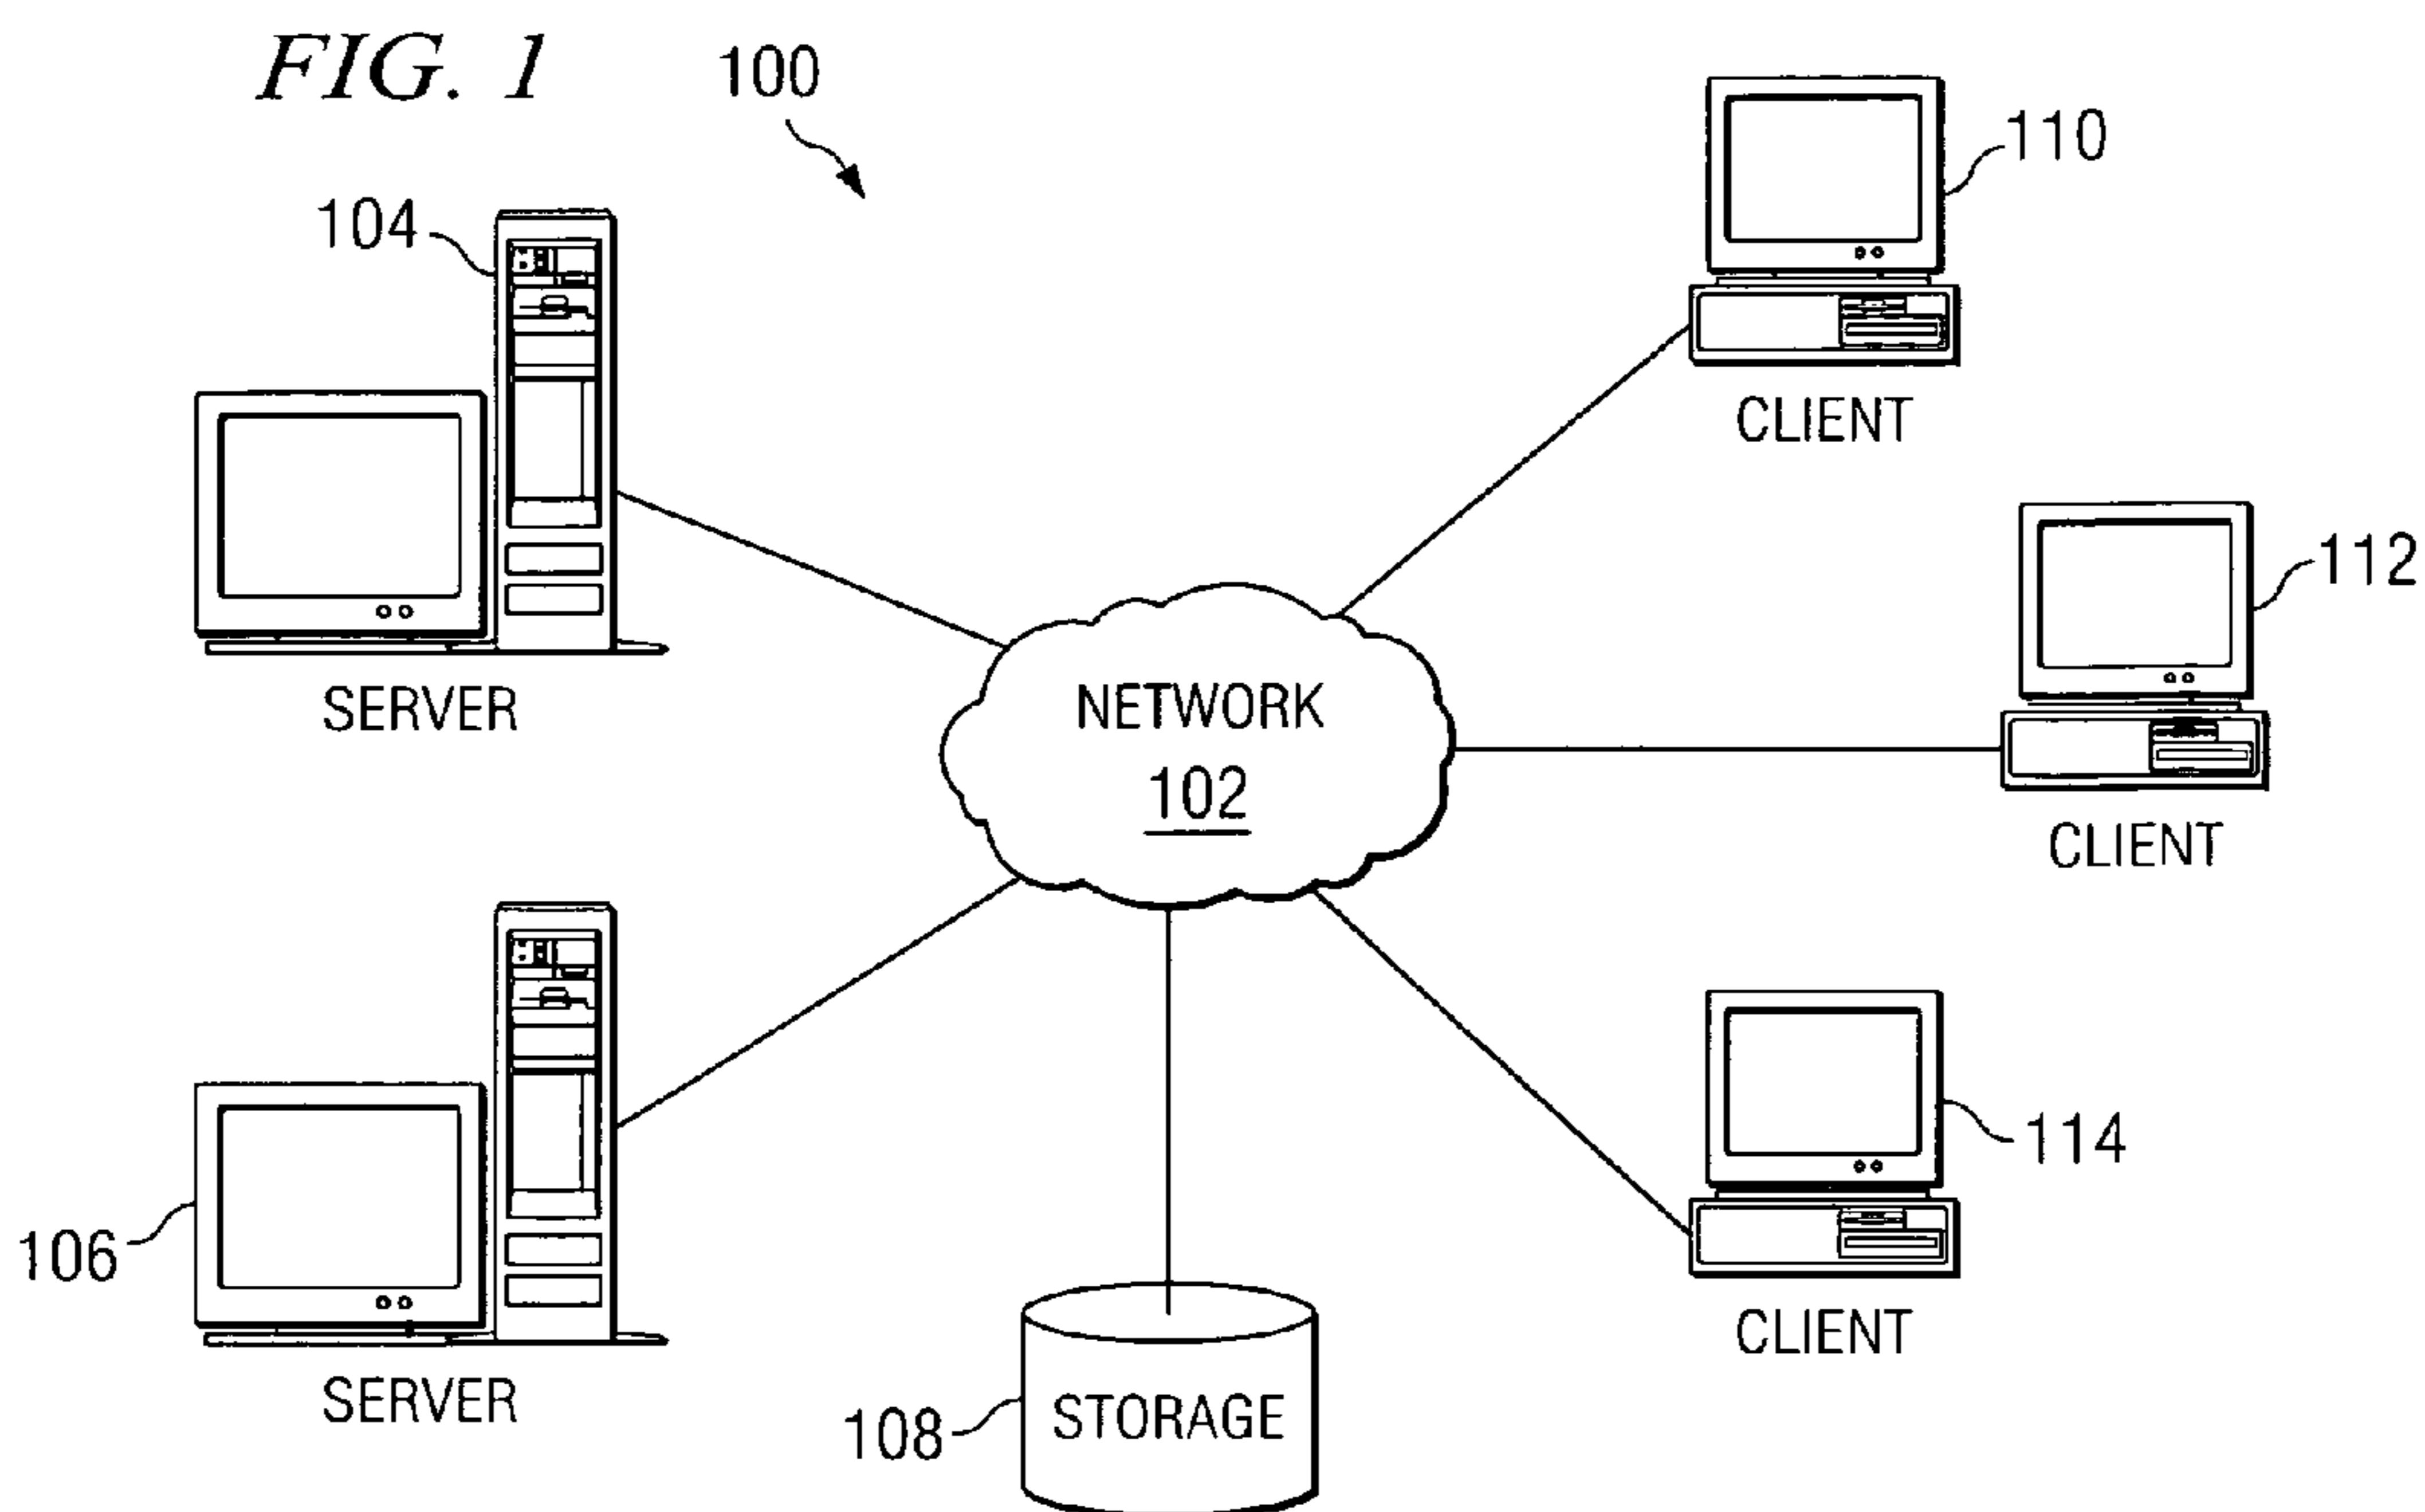 FIG. 1
100
110
104
CLIENT
112
SERVER
NETWORK
102
CLIENT
114
106
CLIENT
SERVER
108
STORAGE